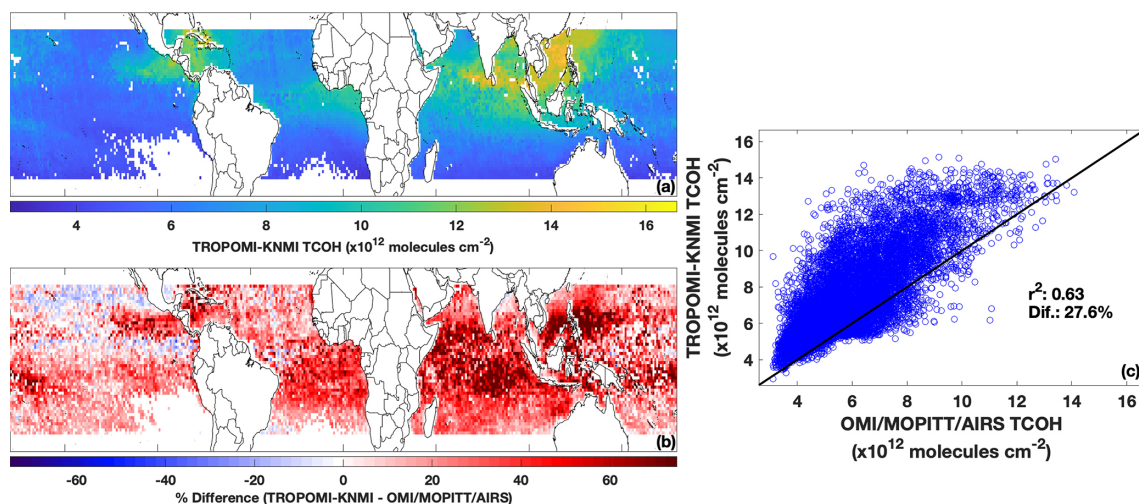 (a)
4 6 8 10 12 14 16
TROPOMI-KNMI TCOH (x10¹² molecules cm⁻²)
(b)
-60 -40 -20 0 20 40 60
% Difference (TROPOMI-KNMI - OMI/MOPITT/AIRS)
TROPOMI-KNMI TCOH
(x10¹² molecules cm⁻²)
16
14
12
10
8
6
4
r²: 0.63
Dif.: 27.6%
(c)
4 6 8 10 12 14 16
OMI/MOPITT/AIRS TCOH
(x10¹² molecules cm⁻²)